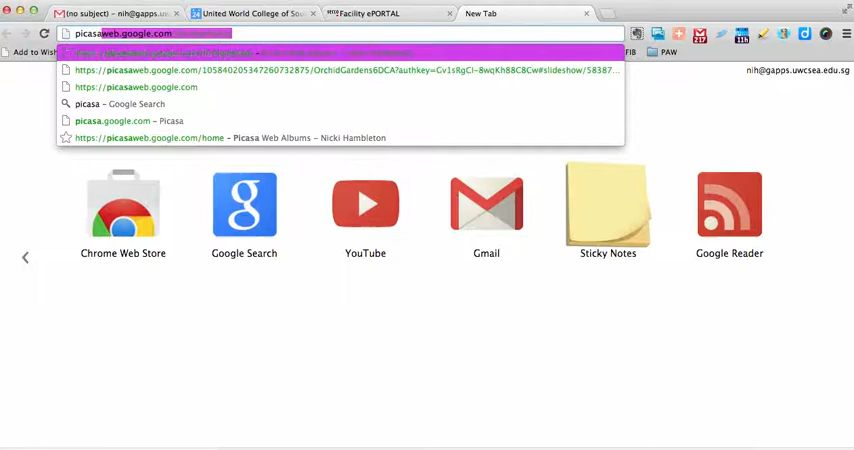 (no subject) – nih@gapps.uw
United World College of Sou
Facility ePORTAL
New Tab
picasaweb.google.com
217
11h
Add to Wish
FIB
PAW
https://picasaweb.google.com/105840205347260732875/OrchidGardens6DCA?authkey=Gv1sRgCI-8wqKh88C8Cw#slideshow/58387...
nih@gapps.uwcsea.edu.sg
https://picasaweb.google.com
picasa – Google Search
picasa.google.com – Picasa
https://picasaweb.google.com/home – Picasa Web Albums – Nicki Hambleton
Chrome Web Store
Google Search
YouTube
Gmail
Sticky Notes
Google Reader